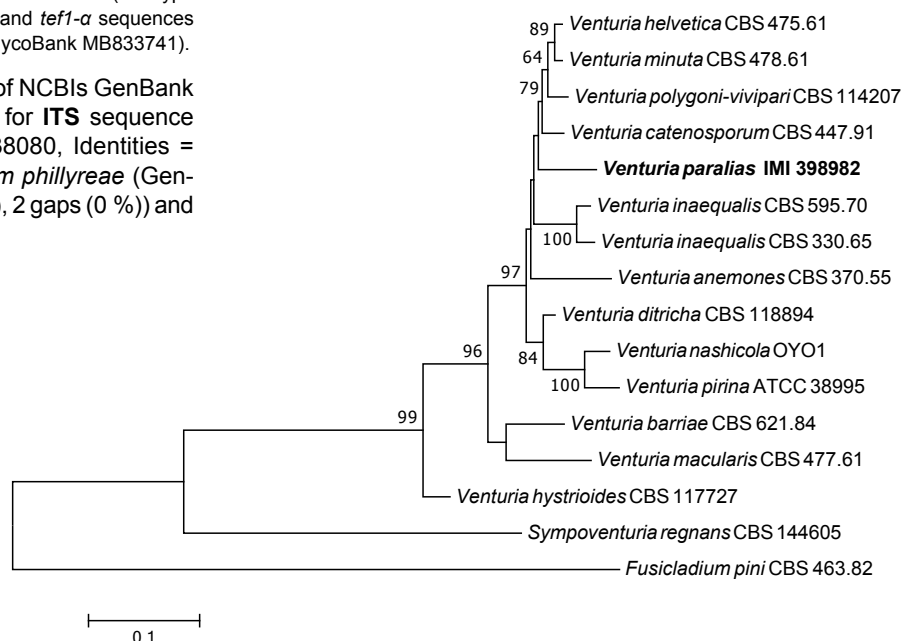 and tef1-α sequences
ycoBank MB833741).
of NCBIs GenBank
for ITS sequence
38080, Identities =
m phillyreae (Gen-
), 2 gaps (0 %)) and
89
Venturia helvetica CBS 475.61
64
Venturia minuta CBS 478.61
79
Venturia polygoni-vivipari CBS 114207
Venturia catenosporum CBS 447.91
Venturia paralias IMI 398982
Venturia inaequalis CBS 595.70
100
Venturia inaequalis CBS 330.65
97
Venturia anemones CBS 370.55
Venturia ditricha CBS 118894
96
84
Venturia nashicola OYO1
100
Venturia pirina ATCC 38995
99
Venturia barriae CBS 621.84
Venturia macularis CBS 477.61
Venturia hystrioides CBS 117727
Sympoventuria regnans CBS 144605
Fusicladium pini CBS 463.82
0.1